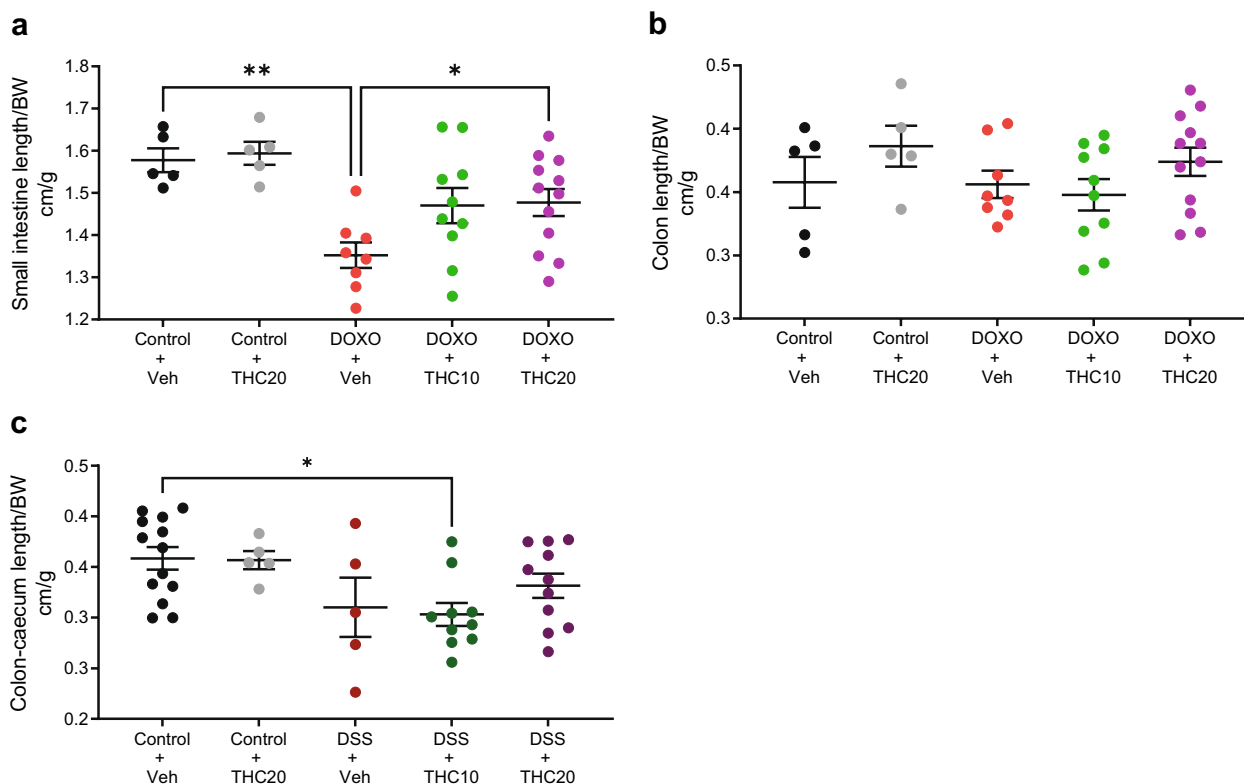 a
Small intestine length/BW
cm/g
1.8
1.7
1.6
1.5
1.4
1.3
1.2
**
*
Control
+
Veh
Control
+
THC20
DOXO
+
Veh
DOXO
+
THC10
DOXO
+
THC20
b
Colon length/BW
cm/g
0.5
0.4
0.4
0.3
0.3
Control
+
Veh
Control
+
THC20
DOXO
+
Veh
DOXO
+
THC10
DOXO
+
THC20
c
Colon-caecum length/BW
cm/g
0.5
0.4
0.4
0.3
0.3
0.2
*
Control
+
Veh
Control
+
THC20
DSS
+
Veh
DSS
+
THC10
DSS
+
THC20